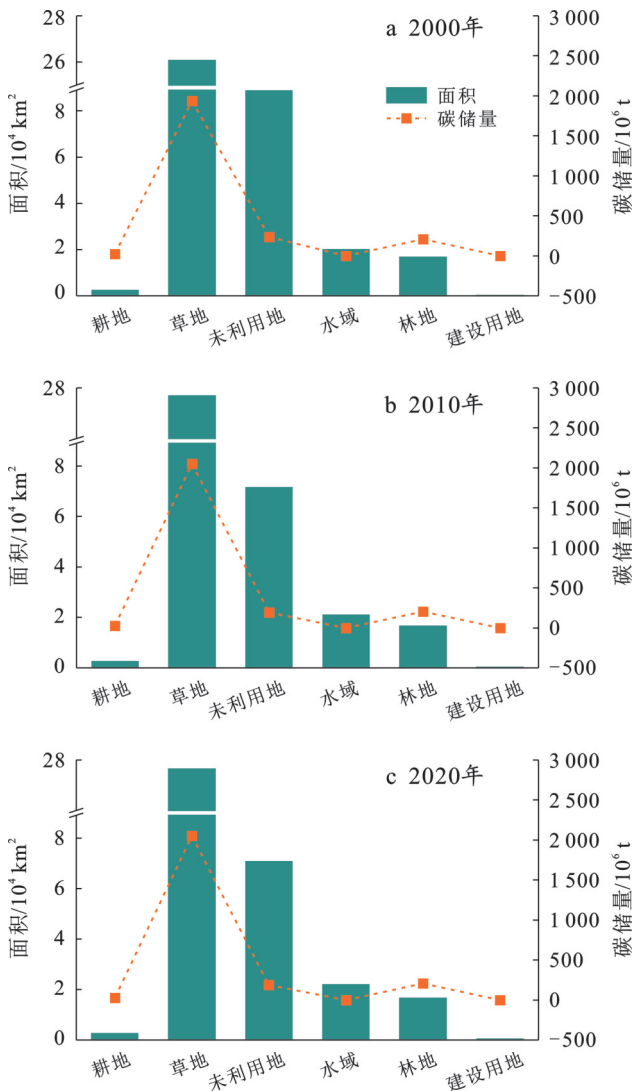 a 2000年
面积/10⁴ km²
28
26
8
6
4
2
0
面积
碳储量
3 000
2 500
2 000
1 500
1 000
500
0
−500
碳储量/10⁶ t
耕地
草地
未利用地
水域
林地
建设用地
b 2010年
面积/10⁴ km²
28
8
6
4
2
0
3 000
2 500
2 000
1 500
1 000
500
0
−500
碳储量/10⁶ t
耕地
草地
未利用地
水域
林地
建设用地
c 2020年
面积/10⁴ km²
28
8
6
4
2
0
3 000
2 500
2 000
1 500
1 000
500
0
−500
碳储量/10⁶ t
耕地
草地
未利用地
水域
林地
建设用地